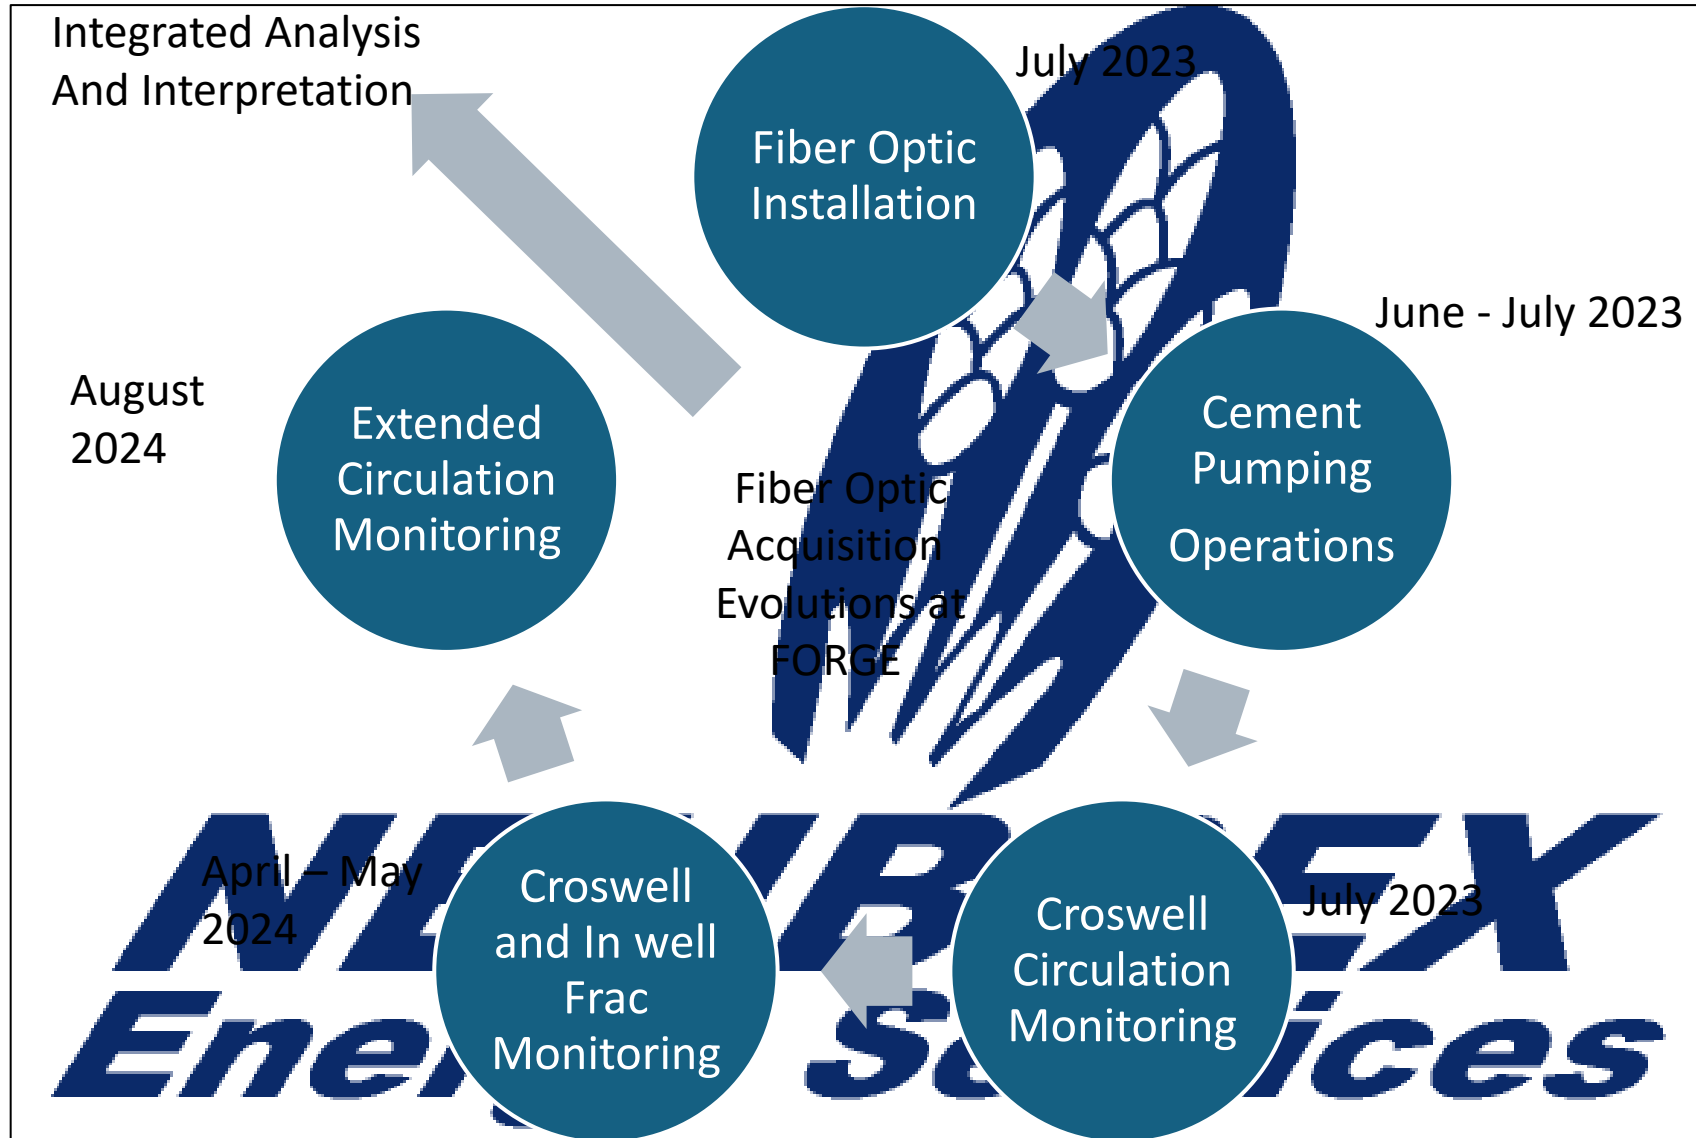 Integrated Analysis
And Interpretation
Fiber Optic
Installation
July 2023
June - July 2023
Cement
Pumping
Operations
August
2024
Extended
Circulation
Monitoring
Fiber Optic
Acquisition
Evolutions at
FORGE
April – May
2024
Croswell
and In well
Frac
Monitoring
Croswell
Circulation
Monitoring
July 2023